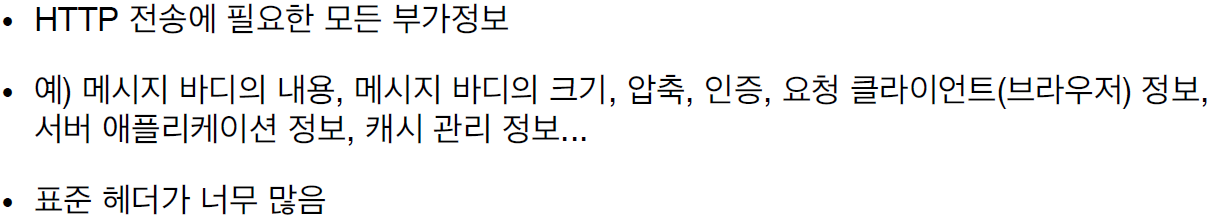 • HTTP 전송에 필요한 모든 부가정보
• 예) 메시지 바디의 내용, 메시지 바디의 크기, 압축, 인증, 요청 클라이언트(브라우저) 정보,
서버 애플리케이션 정보, 캐시 관리 정보...
• 표준 헤더가 너무 많음